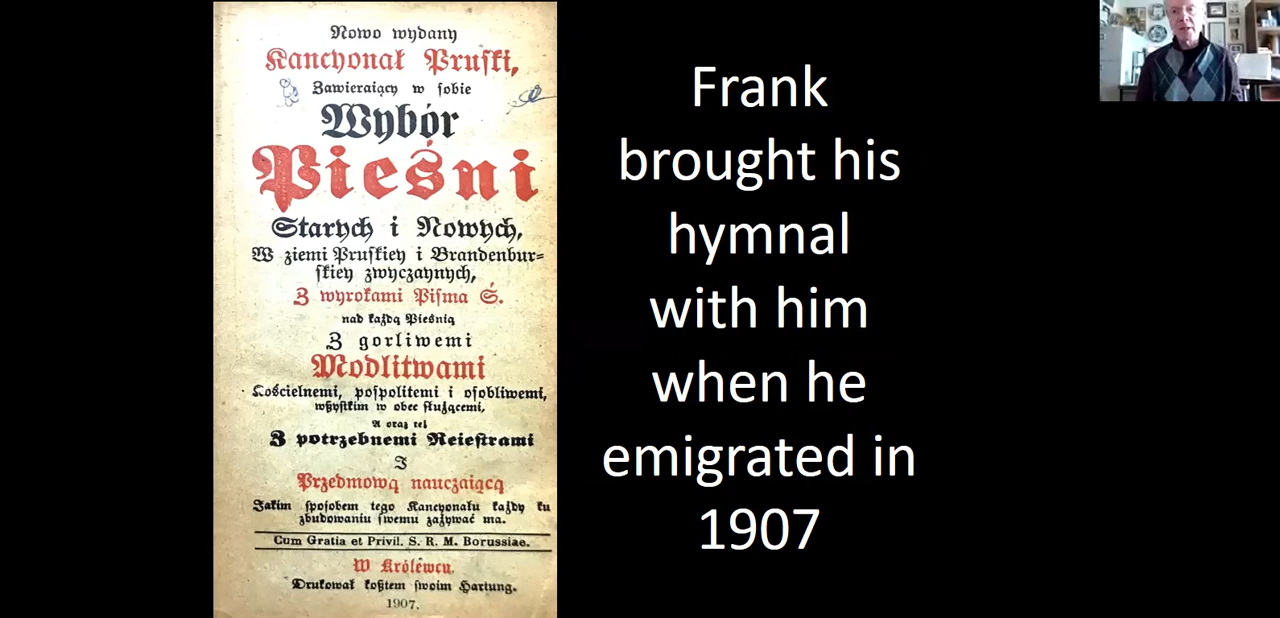 Nowo wydany
Kancyonał Pruſki,
Zawieraiący w ſobie
Wybór
Pieśni
Starych i Nowych,
W ziemi Pruſkiey i Brandenbur=
ſkiey zwyczaynych,
Z wyrokami Piſma Ś.
nad każdą Pieśnią
Z gorliwemi
Modlitwami
Kościelnemi, poſpolitemi i oſobliwemi,
wßyſtkim w obec ſłużącemi,
A oraz też
Z potrzebnemi Reieſtrami
I
Przedmową nauczaiącą
Jakim ſpoſobem tego Kancyonału każdy ku
zbudowaniu ſwemu zażywać ma.
Cum Gratia et Privil. S. R. M. Borussiae.
W Królewcu,
Drukował koßtem ſwoim Hartung.
1907.
Frank
brought his
hymnal
with him
when he
emigrated in
1907